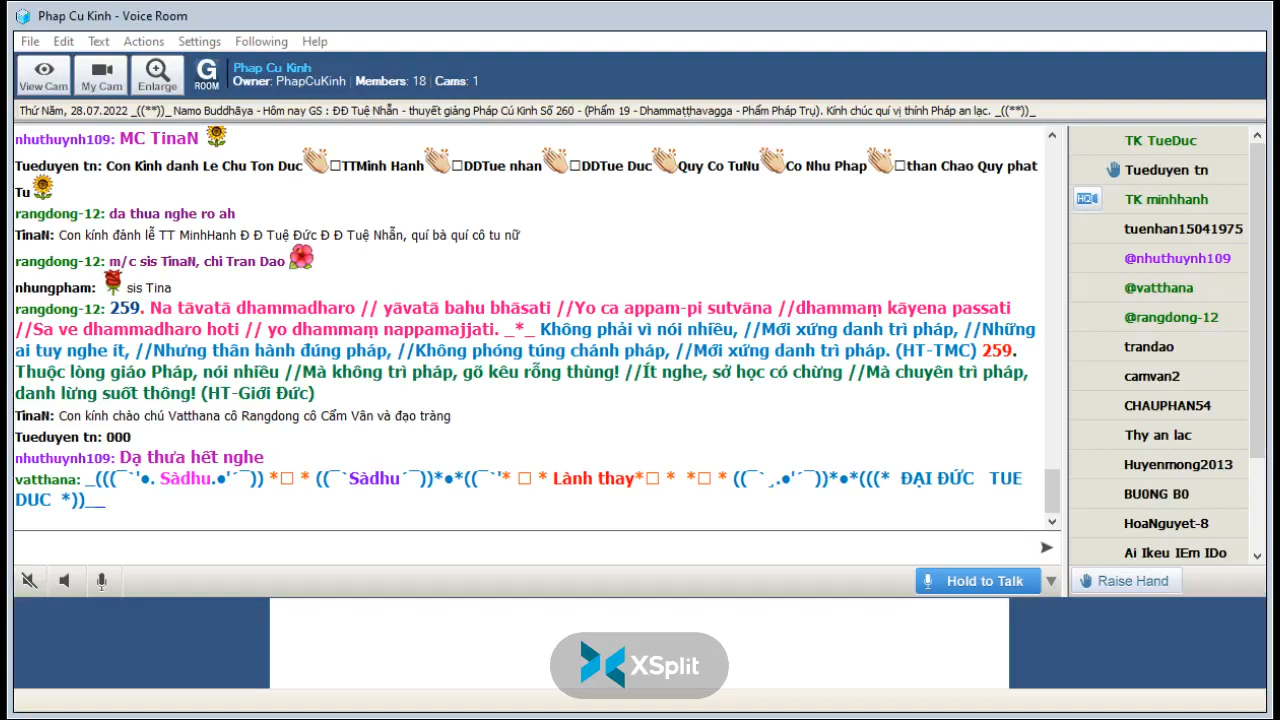 Phap Cu Kinh - Voice Room
File Edit Text Actions Settings Following Help
View Cam
My Cam
Enlarge
G ROOM
Phap Cu Kinh
Owner: PhapCuKinh | Members: 18 | Cams: 1
Thứ Năm, 28.07.2022 _((**))_ Namo Buddhāya - Hôm nay GS : ĐĐ Tuệ Nhẫn - thuyết giảng Pháp Cú Kinh Số 260 - (Phẩm 19 - Dhammaṭṭhavagga - Phẩm Pháp Trụ). Kính chúc quí vị thính Pháp an lạc. _((**))_
nhuthuynh109: MC TinaN
Tueduyen tn: Con Kinh danh Le Chu Ton Duc □TTMinh Hanh □DDTue nhan □DDTue Duc Quy Co TuNu Co Nhu Phap □than Chao Quy phat
Tu
rangdong-12: da thua nghe ro ah
TinaN: Con kính đảnh lễ TT MinhHanh Đ Đ Tuệ Đức Đ Đ Tuệ Nhẫn, quí bà quí cô tu nữ
rangdong-12: m/c sis TinaN, chi Tran Dao
nhungpham: sis Tina
rangdong-12: 259. Na tāvatā dhammadharo // yāvatā bahu bhāsati //Yo ca appam-pi sutvāna //dhammaṃ kāyena passati
//Sa ve dhammadharo hoti // yo dhammaṃ nappamajjati. _*_ Không phải vì nói nhiều, //Mới xứng danh trì pháp, //Những
ai tuy nghe ít, //Nhưng thân hành đúng pháp, //Không phóng túng chánh pháp, //Mới xứng danh trì pháp. (HT-TMC) 259.
Thuộc lòng giáo Pháp, nói nhiều //Mà không trì pháp, gõ kêu rỗng thùng! //Ít nghe, sở học có chừng //Mà chuyên trì pháp,
danh lừng suốt thông! (HT-Giới Đức)
TinaN: Con kính chào chú Vatthana cô Rangdong cô Cẩm Vân và đạo tràng
Tueduyen tn: 000
nhuthuynh109: Dạ thưa hết nghe
vatthana: _(((¯`'•. Sàdhu.•'´¯)) *□ * ((¯`Sàdhu´¯))*•*((¯`'* □ * Lành thay*□ * *□ * ((¯`¸.•'´¯))*•*(((* ĐẠI ĐỨC TUE
DUC *))__
Hold to Talk
TK TueDuc
Tueduyen tn
HQ TK minhhanh
tuenhan15041975
@nhuthuynh109
@vatthana
@rangdong-12
trandao
camvan2
CHAUPHAN54
Thy an lac
Huyenmong2013
BU0NG B0
HoaNguyet-8
Ai Ikeu IEm IDo
Raise Hand
XSplit